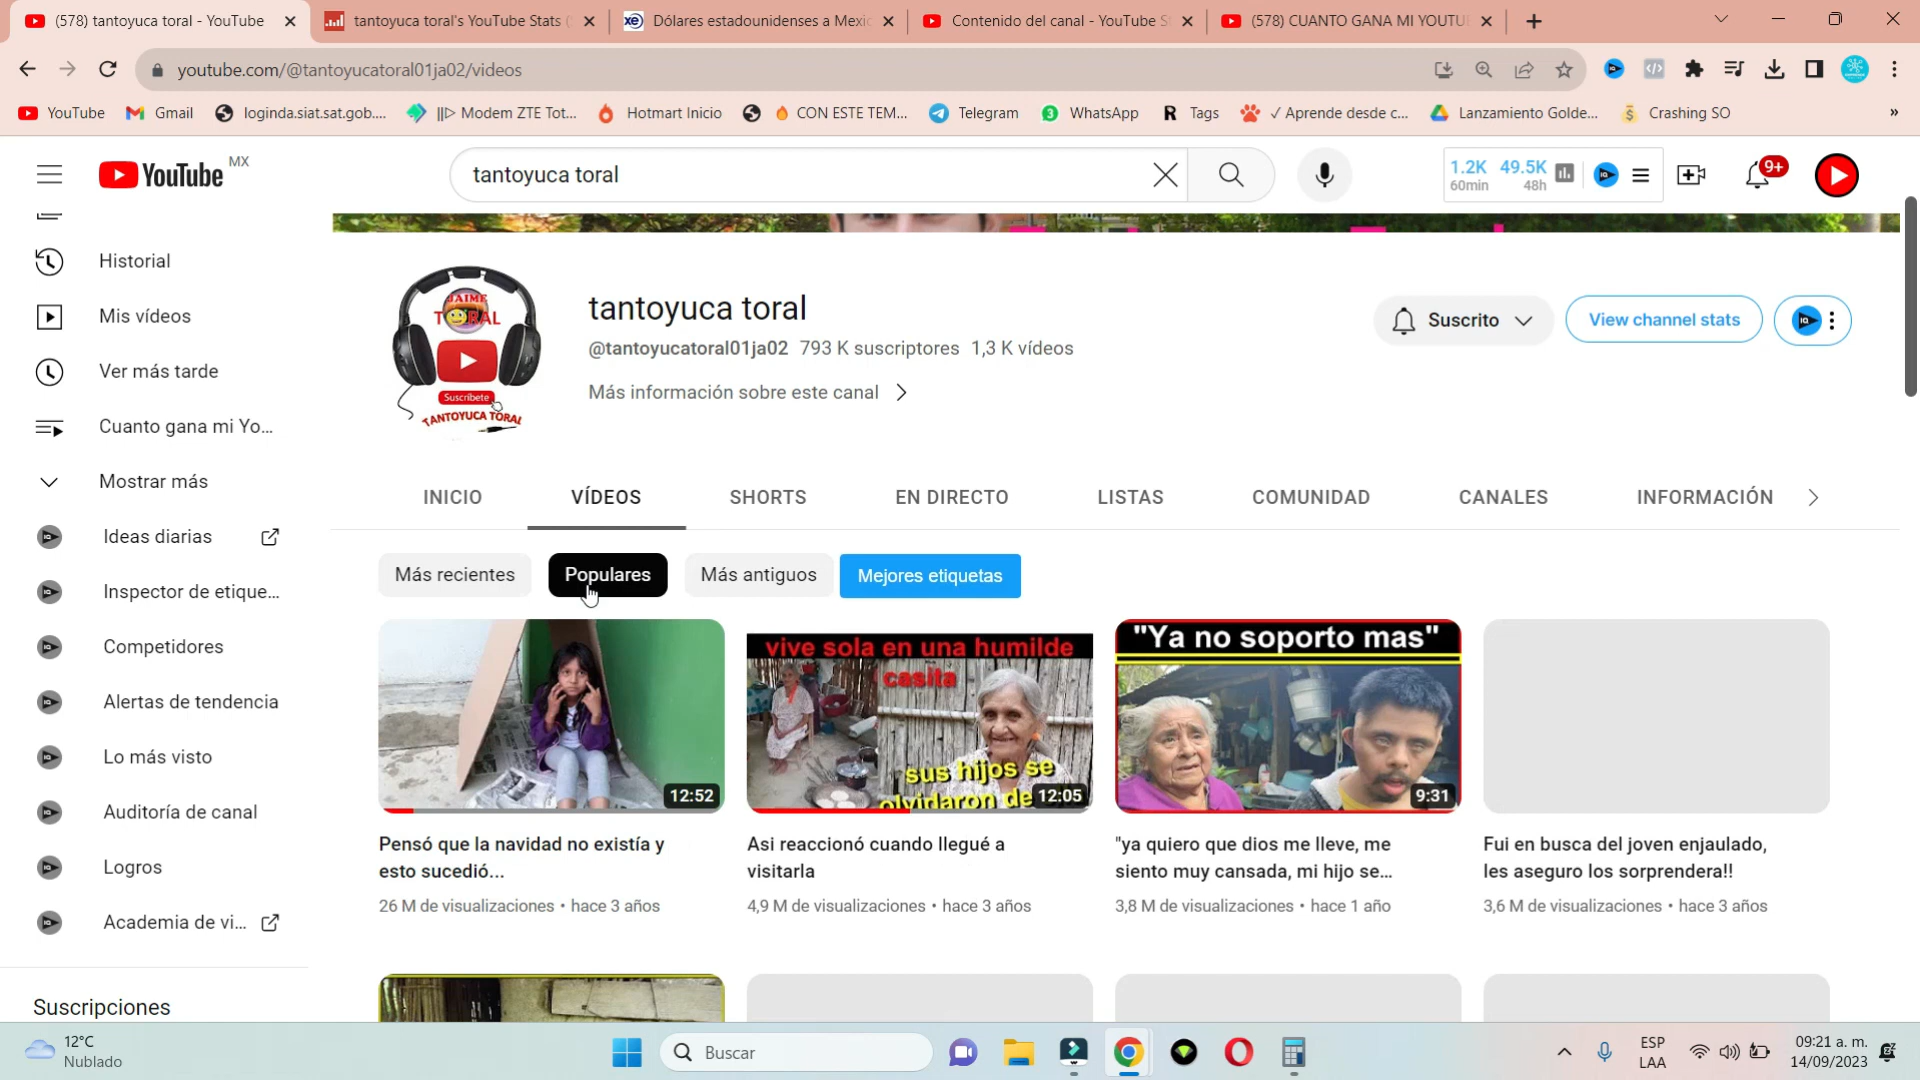 (578) tantoyuca toral - YouTube
tantoyuca toral's YouTube Stats (
Dólares estadounidenses a Mexic
Contenido del canal - YouTube S
(578) CUANTO GANA MI YOUTU
youtube.com/@tantoyucatoral01ja02/videos
YouTube
Gmail
loginda.siat.sat.gob....
||▷ Modem ZTE Tot...
Hotmart Inicio
CON ESTE TEM...
Telegram
WhatsApp
Tags
✓ Aprende desde c...
Lanzamiento Golde...
Crashing SO
»
YouTube MX
tantoyuca toral
1.2K 49.5K
60min 48h
9+
Historial
Mis vídeos
Ver más tarde
Cuanto gana mi Yo...
Mostrar más
Ideas diarias
Inspector de etique...
Competidores
Alertas de tendencia
Lo más visto
Auditoría de canal
Logros
Academia de vi...
Suscripciones
JAIME
TORAL
Suscribete
TANTOYUCA TORAL
tantoyuca toral
@tantoyucatoral01ja02 793 K suscriptores 1,3 K vídeos
Más información sobre este canal
Suscrito
View channel stats
INICIO
VÍDEOS
SHORTS
EN DIRECTO
LISTAS
COMUNIDAD
CANALES
INFORMACIÓN
Más recientes
Populares
Más antiguos
Mejores etiquetas
12:52
Pensó que la navidad no existía y
esto sucedió...
26 M de visualizaciones • hace 3 años
vive sola en una humilde
casita
sus hijos se
olvidaron de
12:05
Asi reaccionó cuando llegué a
visitarla
4,9 M de visualizaciones • hace 3 años
"Ya no soporto mas"
9:31
"ya quiero que dios me lleve, me
siento muy cansada, mi hijo se...
3,8 M de visualizaciones • hace 1 año
Fui en busca del joven enjaulado,
les aseguro los sorprendera!!
3,6 M de visualizaciones • hace 3 años
12°C
Nublado
Buscar
ESP
LAA
09:21 a. m.
14/09/2023